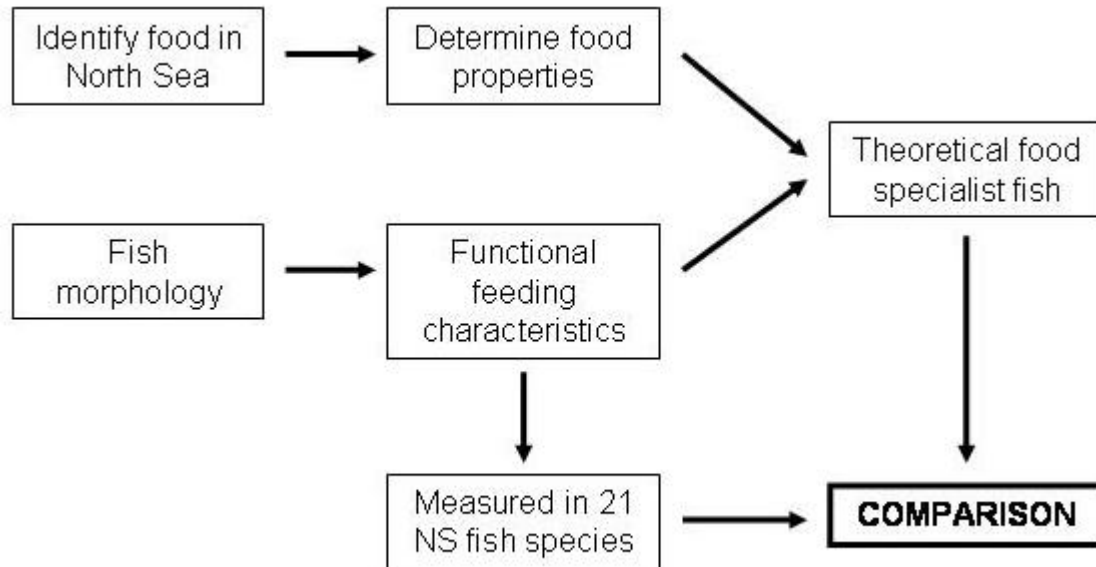 Identify food in
North Sea
Determine food
properties
Theoretical food
specialist fish
Fish
morphology
Functional
feeding
characteristics
Measured in 21
NS fish species
COMPARISON